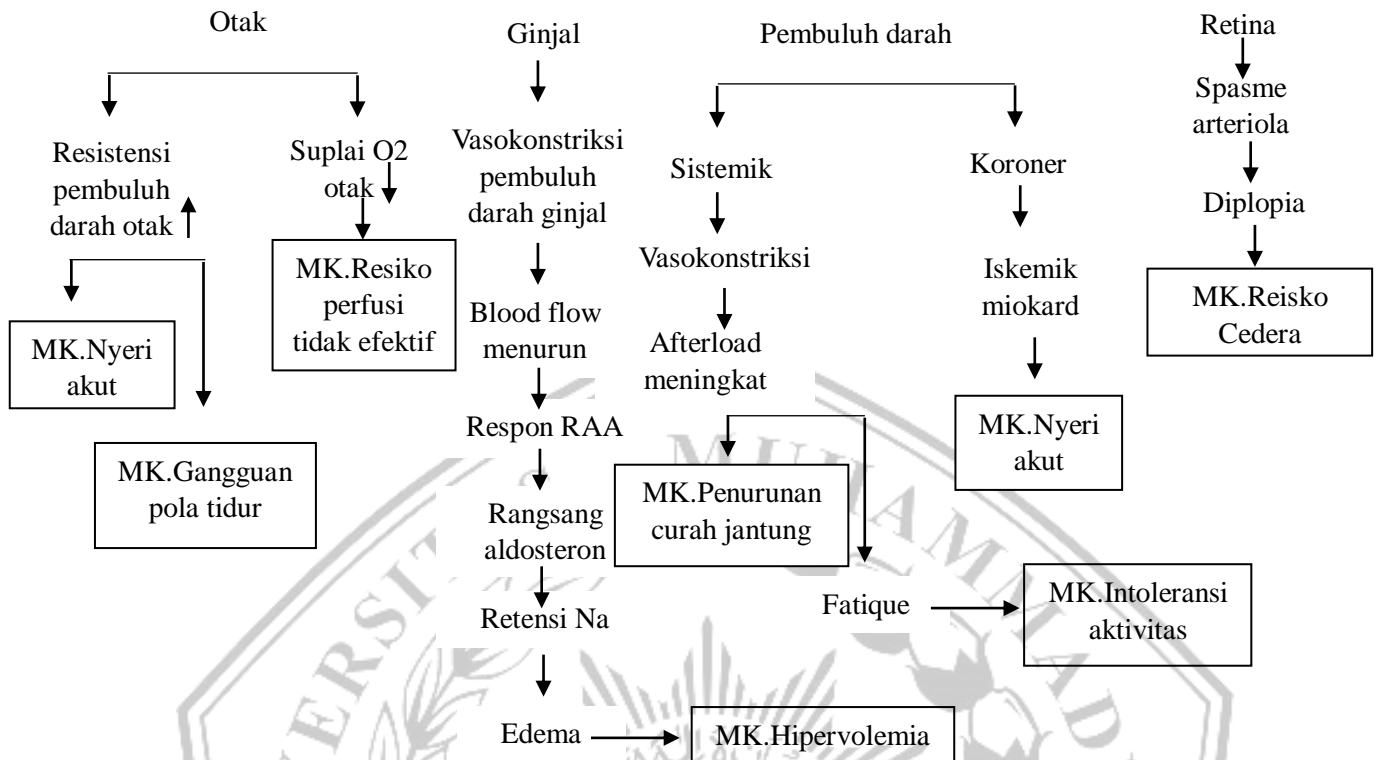 Otak
Resistensi
pembuluh
darah otak
MK.Nyeri
akut
MK.Gangguan
pola tidur
Suplai O2
otak
MK.Resiko
perfusi
tidak efektif
Ginjal
Vasokonstriksi
pembuluh
darah ginjal
Blood flow
menurun
Respon RAA
Rangsang
aldosteron
Retensi Na
Edema
MK.Hipervolemia
Pembuluh darah
Sistemik
Vasokonstriksi
Afterload
meningkat
MK.Penurunan
curah jantung
Fatique
MK.Intoleransi
aktivitas
Koroner
Iskemik
miokard
MK.Nyeri
akut
Retina
Spasme
arteriola
Diplopia
MK.Reisko
Cedera